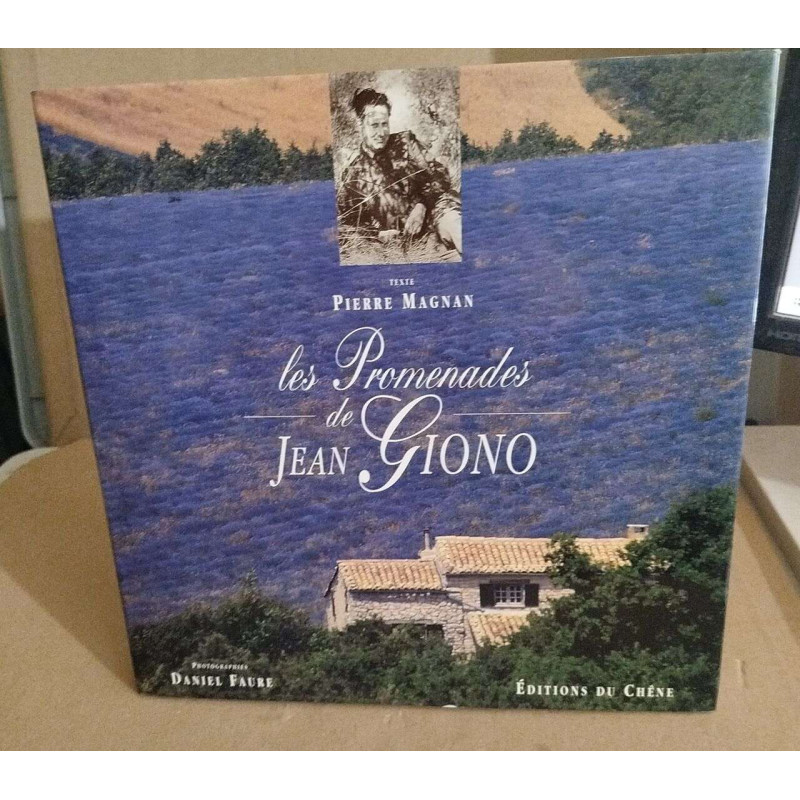 TEXTE
PIERRE MAGNAN
les Promenades
de
JEAN GIONO
PHOTOGRAPHIES
DANIEL FAURE
ÉDITIONS DU CHÊNE